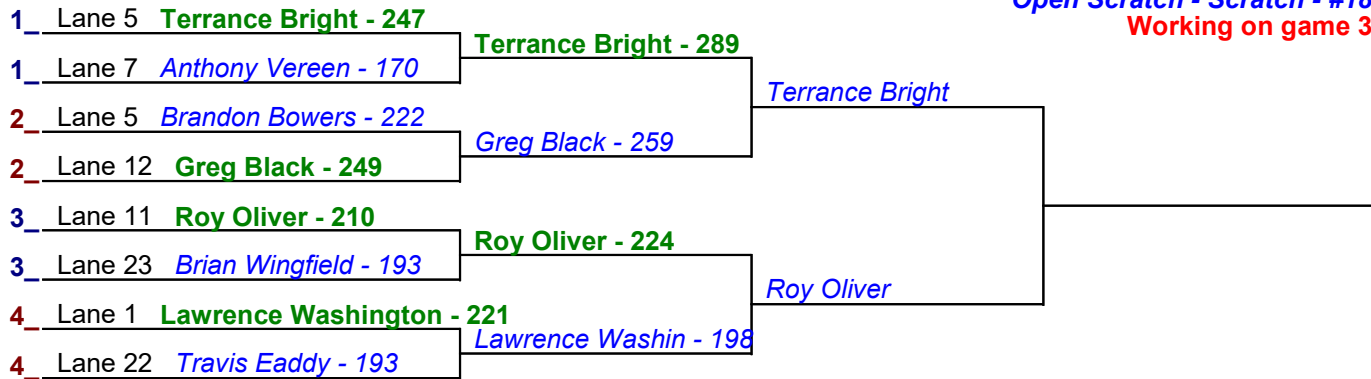 Open Scratch - Scratch - #18
Working on game 3
1_ Lane 5 Terrance Bright - 247
Terrance Bright - 289
1_ Lane 7 Anthony Vereen - 170
Terrance Bright
2_ Lane 5 Brandon Bowers - 222
Greg Black - 259
2_ Lane 12 Greg Black - 249
3_ Lane 11 Roy Oliver - 210
Roy Oliver - 224
3_ Lane 23 Brian Wingfield - 193
Roy Oliver
4_ Lane 1 Lawrence Washington - 221
Lawrence Washin - 198
4_ Lane 22 Travis Eaddy - 193